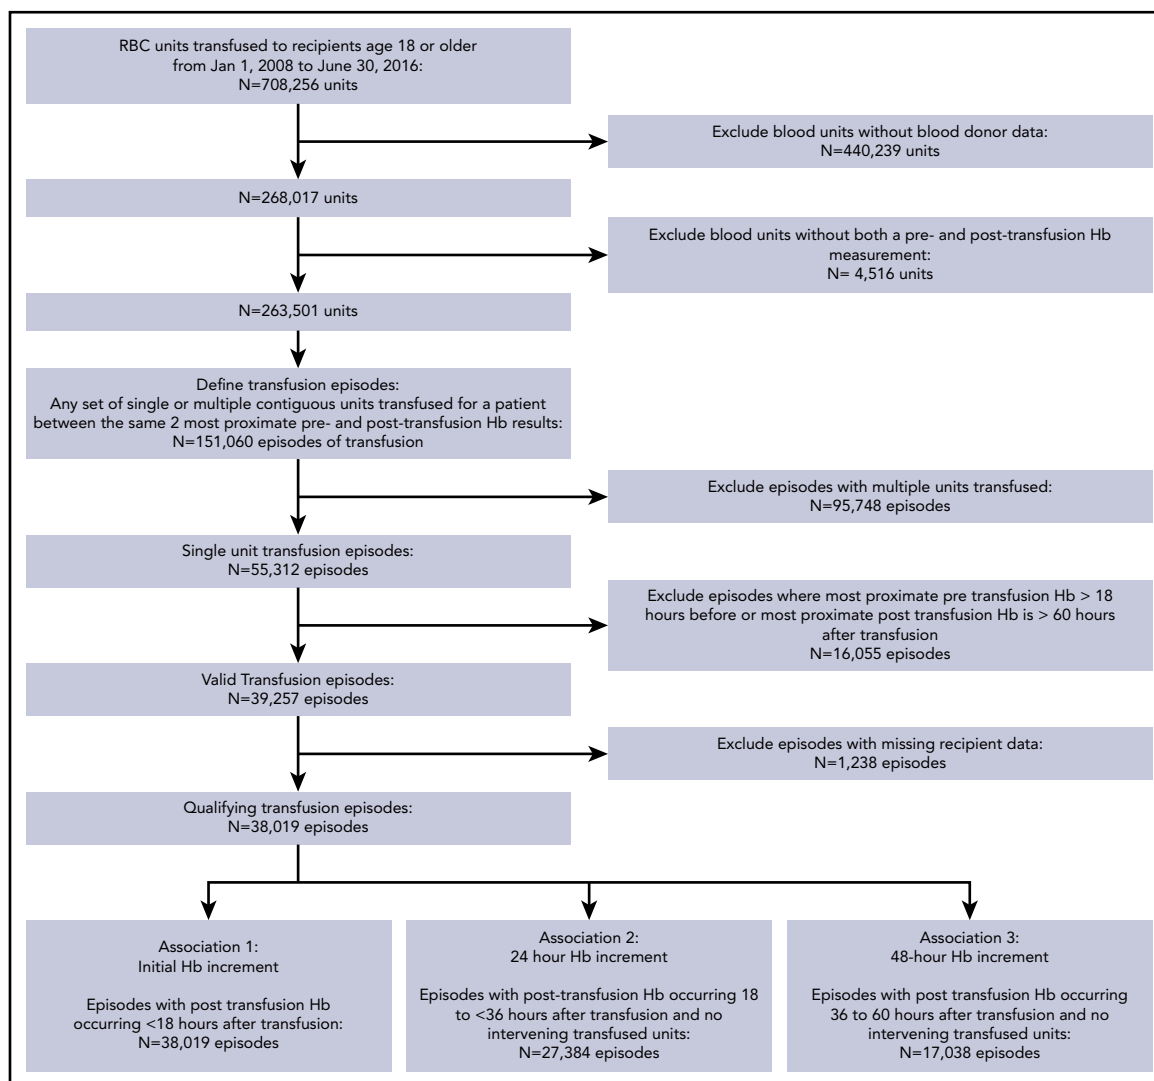 RBC units transfused to recipients age 18 or older
from Jan 1, 2008 to June 30, 2016:
N=708,256 units
Exclude blood units without blood donor data:
N=440,239 units
N=268,017 units
Exclude blood units without both a pre- and post-transfusion Hb
measurement:
N= 4,516 units
N=263,501 units
Define transfusion episodes:
Any set of single or multiple contiguous units transfused for a patient
between the same 2 most proximate pre- and post-transfusion Hb results:
N=151,060 episodes of transfusion
Exclude episodes with multiple units transfused:
N=95,748 episodes
Single unit transfusion episodes:
N=55,312 episodes
Exclude episodes where most proximate pre transfusion Hb > 18
hours before or most proximate post transfusion Hb is > 60 hours
after transfusion
N=16,055 episodes
Valid Transfusion episodes:
N=39,257 episodes
Exclude episodes with missing recipient data:
N=1,238 episodes
Qualifying transfusion episodes:
N=38,019 episodes
Association 1:
Initial Hb increment
Episodes with post transfusion Hb
occurring <18 hours after transfusion:
N=38,019 episodes
Association 2:
24 hour Hb increment
Episodes with post-transfusion Hb occurring 18
to <36 hours after transfusion and no
intervening transfused units:
N=27,384 episodes
Association 3:
48-hour Hb increment
Episodes with post transfusion Hb occurring
36 to 60 hours after transfusion and no
intervening transfused units:
N=17,038 episodes